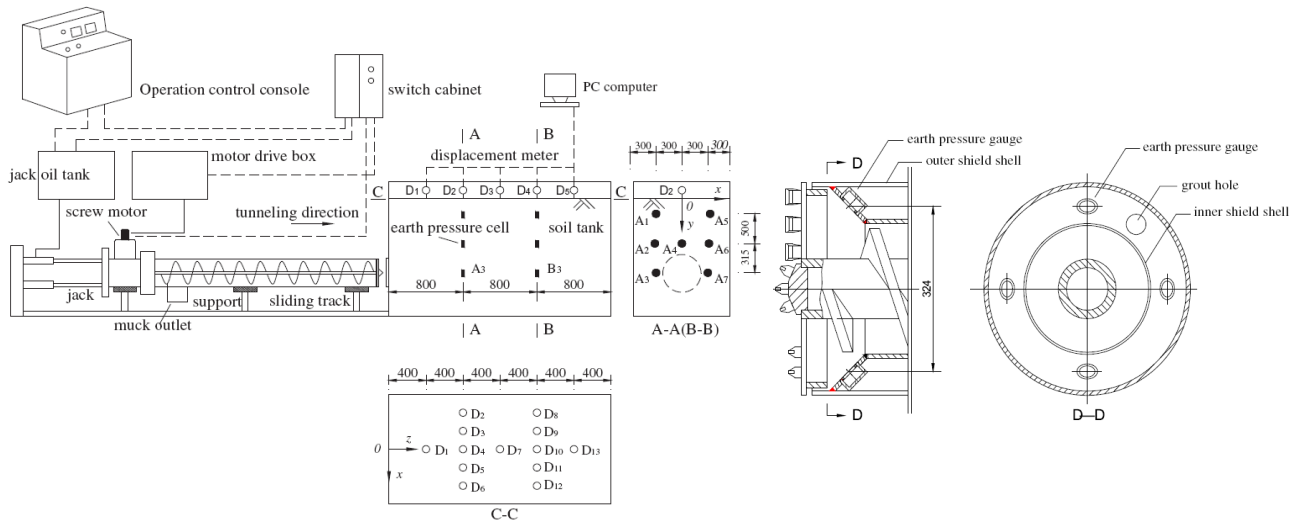 Operation control console
switch cabinet
PC computer
jack oil tank
motor drive box
screw motor
tunneling direction
displacement meter
A
B
C
D1
D2
D3
D4
D5
C
earth pressure cell
soil tank
A3
B3
800
800
800
jack
support
sliding track
muck outlet
A
B
300
300
300
300
D2
x
0
y
A1
A5
A2
A4
A6
A3
A7
500
315
A-A(B-B)
400
400
400
400
400
400
D2
D8
D3
D9
0
z
D1
D4
D7
D10
D13
x
D5
D11
D6
D12
C-C
D
earth pressure gauge
outer shield shell
324
D
earth pressure gauge
grout hole
inner shield shell
D—D